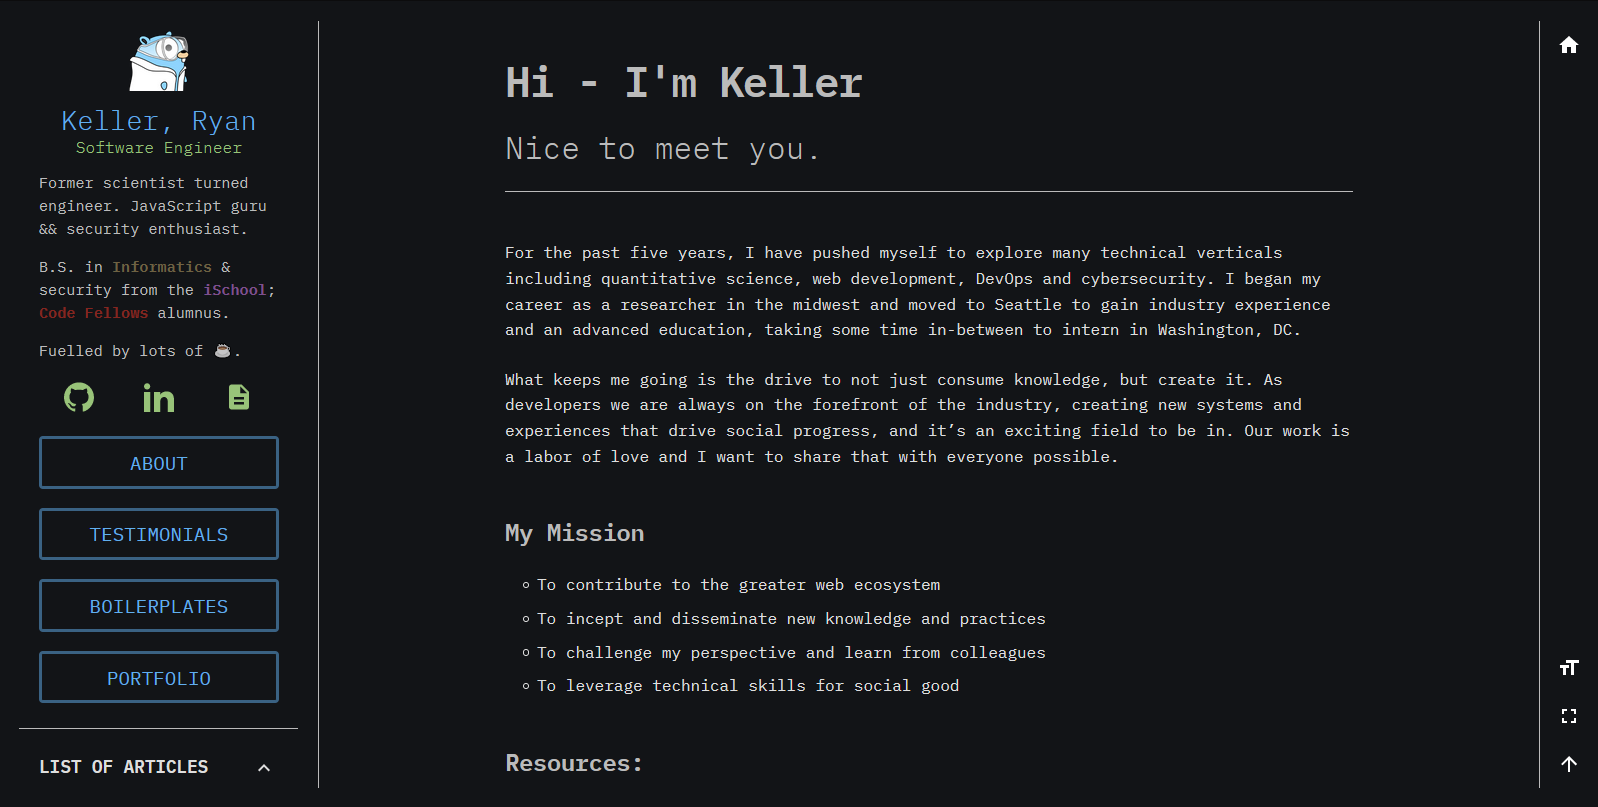 Keller, Ryan
Software Engineer
Former scientist turned
engineer. JavaScript guru
&& security enthusiast.
B.S. in Informatics &
security from the iSchool;
Code Fellows alumnus.
Fuelled by lots of ☕.
ABOUT
TESTIMONIALS
BOILERPLATES
PORTFOLIO
LIST OF ARTICLES
Hi - I'm Keller
Nice to meet you.
For the past five years, I have pushed myself to explore many technical verticals
including quantitative science, web development, DevOps and cybersecurity. I began my
career as a researcher in the midwest and moved to Seattle to gain industry experience
and an advanced education, taking some time in-between to intern in Washington, DC.
What keeps me going is the drive to not just consume knowledge, but create it. As
developers we are always on the forefront of the industry, creating new systems and
experiences that drive social progress, and it’s an exciting field to be in. Our work is
a labor of love and I want to share that with everyone possible.
My Mission
To contribute to the greater web ecosystem
To incept and disseminate new knowledge and practices
To challenge my perspective and learn from colleagues
To leverage technical skills for social good
Resources: